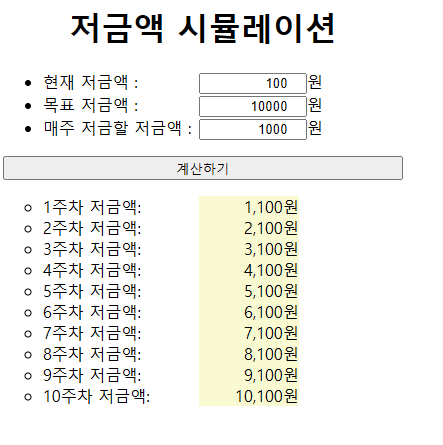 저금액 시뮬레이션
현재 저금액 : 100 원
목표 저금액 : 10000 원
매주 저금할 저금액 : 1000 원
계산하기
1주차 저금액: 1,100원
2주차 저금액: 2,100원
3주차 저금액: 3,100원
4주차 저금액: 4,100원
5주차 저금액: 5,100원
6주차 저금액: 6,100원
7주차 저금액: 7,100원
8주차 저금액: 8,100원
9주차 저금액: 9,100원
10주차 저금액: 10,100원